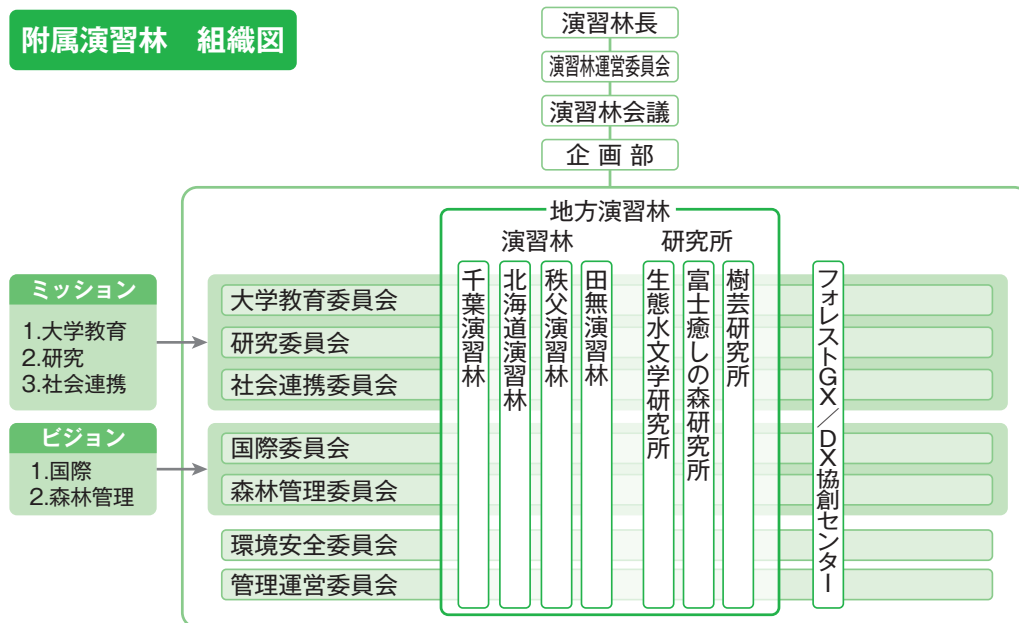 附属演習林　組織図
演習林長
演習林運営委員会
演習林会議
企画部
地方演習林
演習林
研究所
千葉演習林
北海道演習林
秩父演習林
田無演習林
生態水文学研究所
富士癒しの森研究所
樹芸研究所
フォレストGX／DX協創センター
ミッション
1.大学教育
2.研究
3.社会連携
大学教育委員会
研究委員会
社会連携委員会
ビジョン
1.国際
2.森林管理
国際委員会
森林管理委員会
環境安全委員会
管理運営委員会